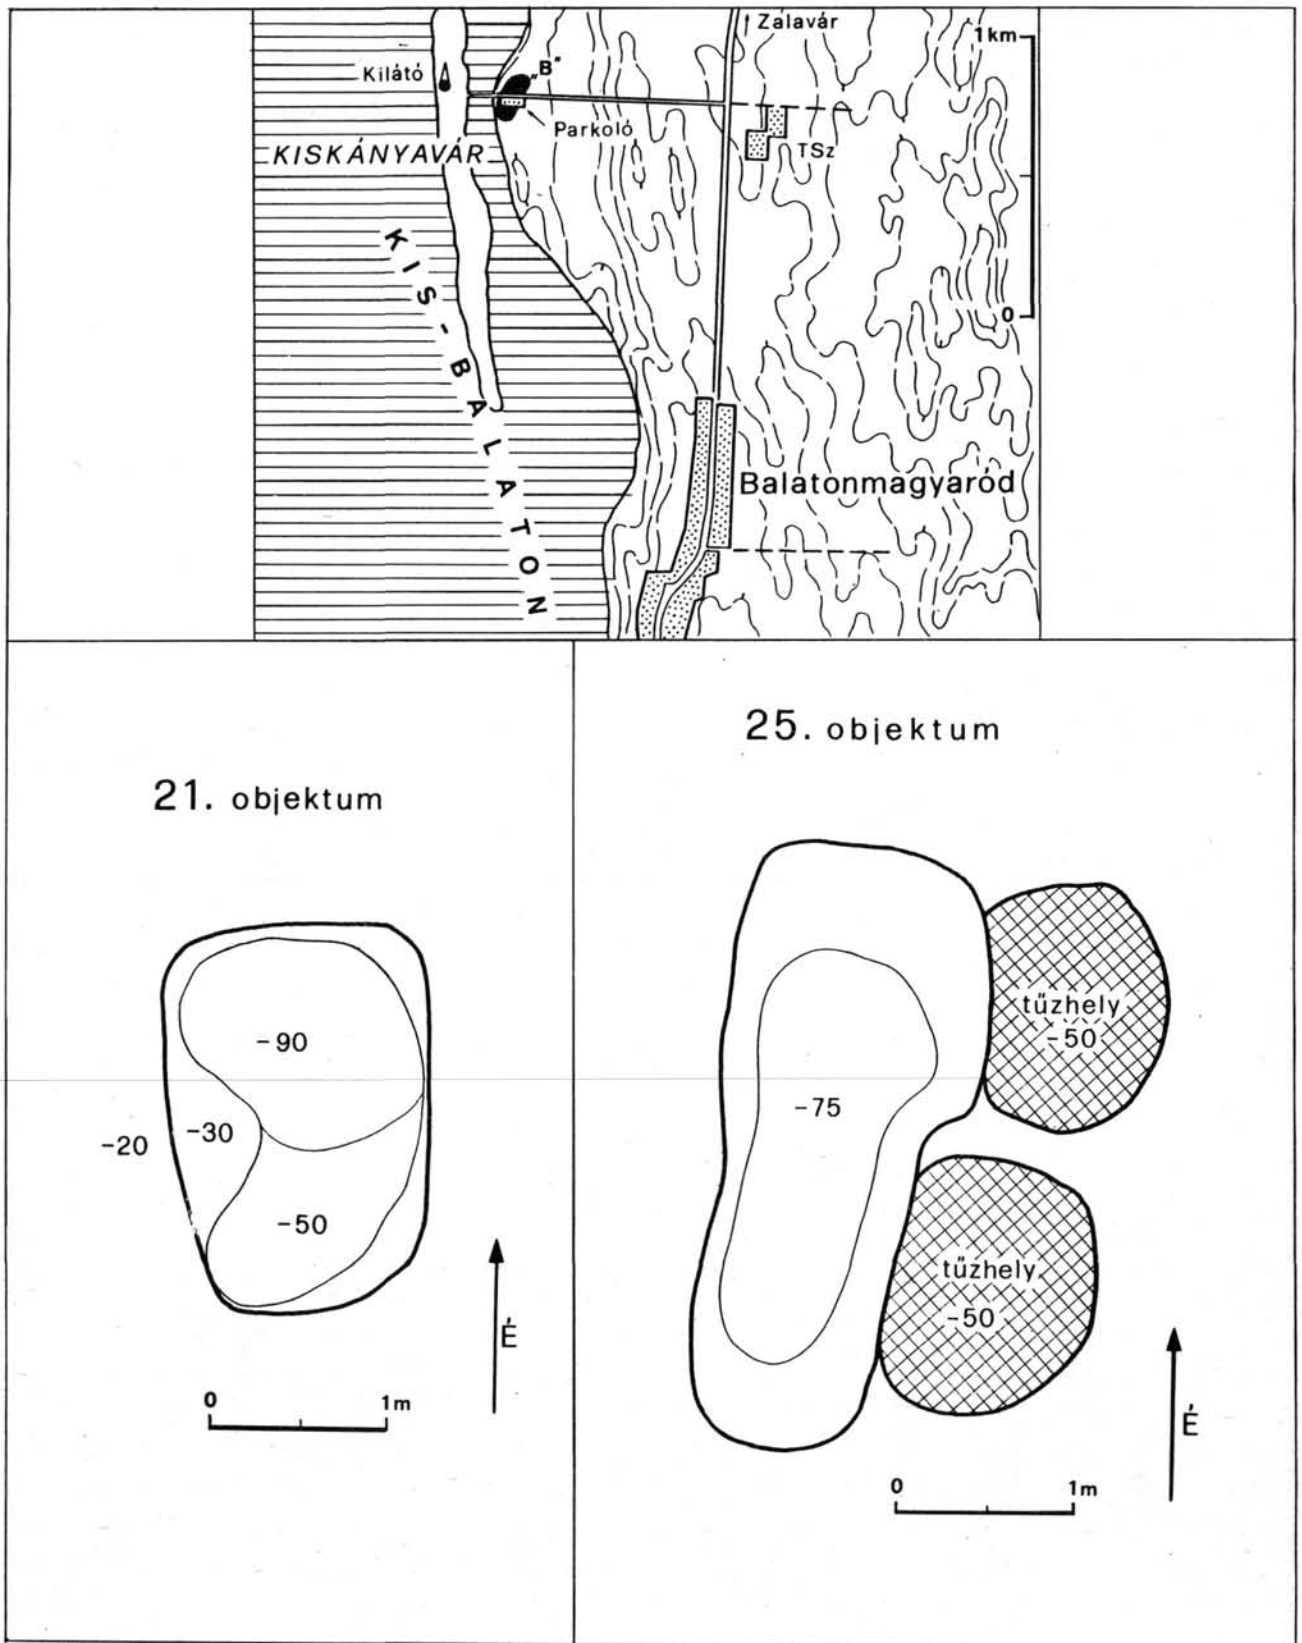 Zalavár
1km
Kilátó
„B”
Parkoló
TSz
KISKÁNYAVÁR
KIS-BALATON
0
Balatonmagyaród
21. objektum
-90
-30
-20
-50
É
0 1m
25. objektum
tűzhely
-50
-75
tűzhely
-50
É
0 1m